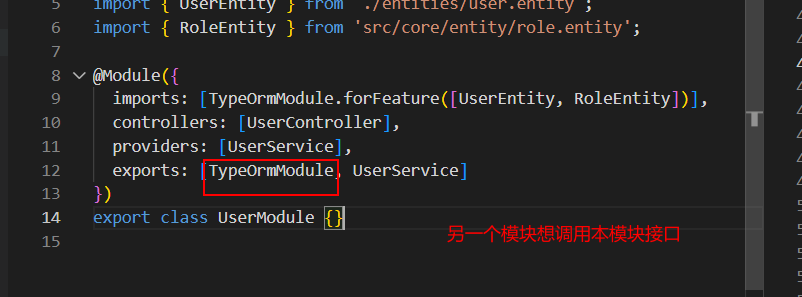 5 import { UserEntity } from './entities/user.entity';
6 import { RoleEntity } from 'src/core/entity/role.entity';
7
8 @Module({
9 imports: [TypeOrmModule.forFeature([UserEntity, RoleEntity])],
10 controllers: [UserController],
11 providers: [UserService],
12 exports: [TypeOrmModule, UserService]
13 })
14 export class UserModule {}
15
另一个模块想调用本模块接口